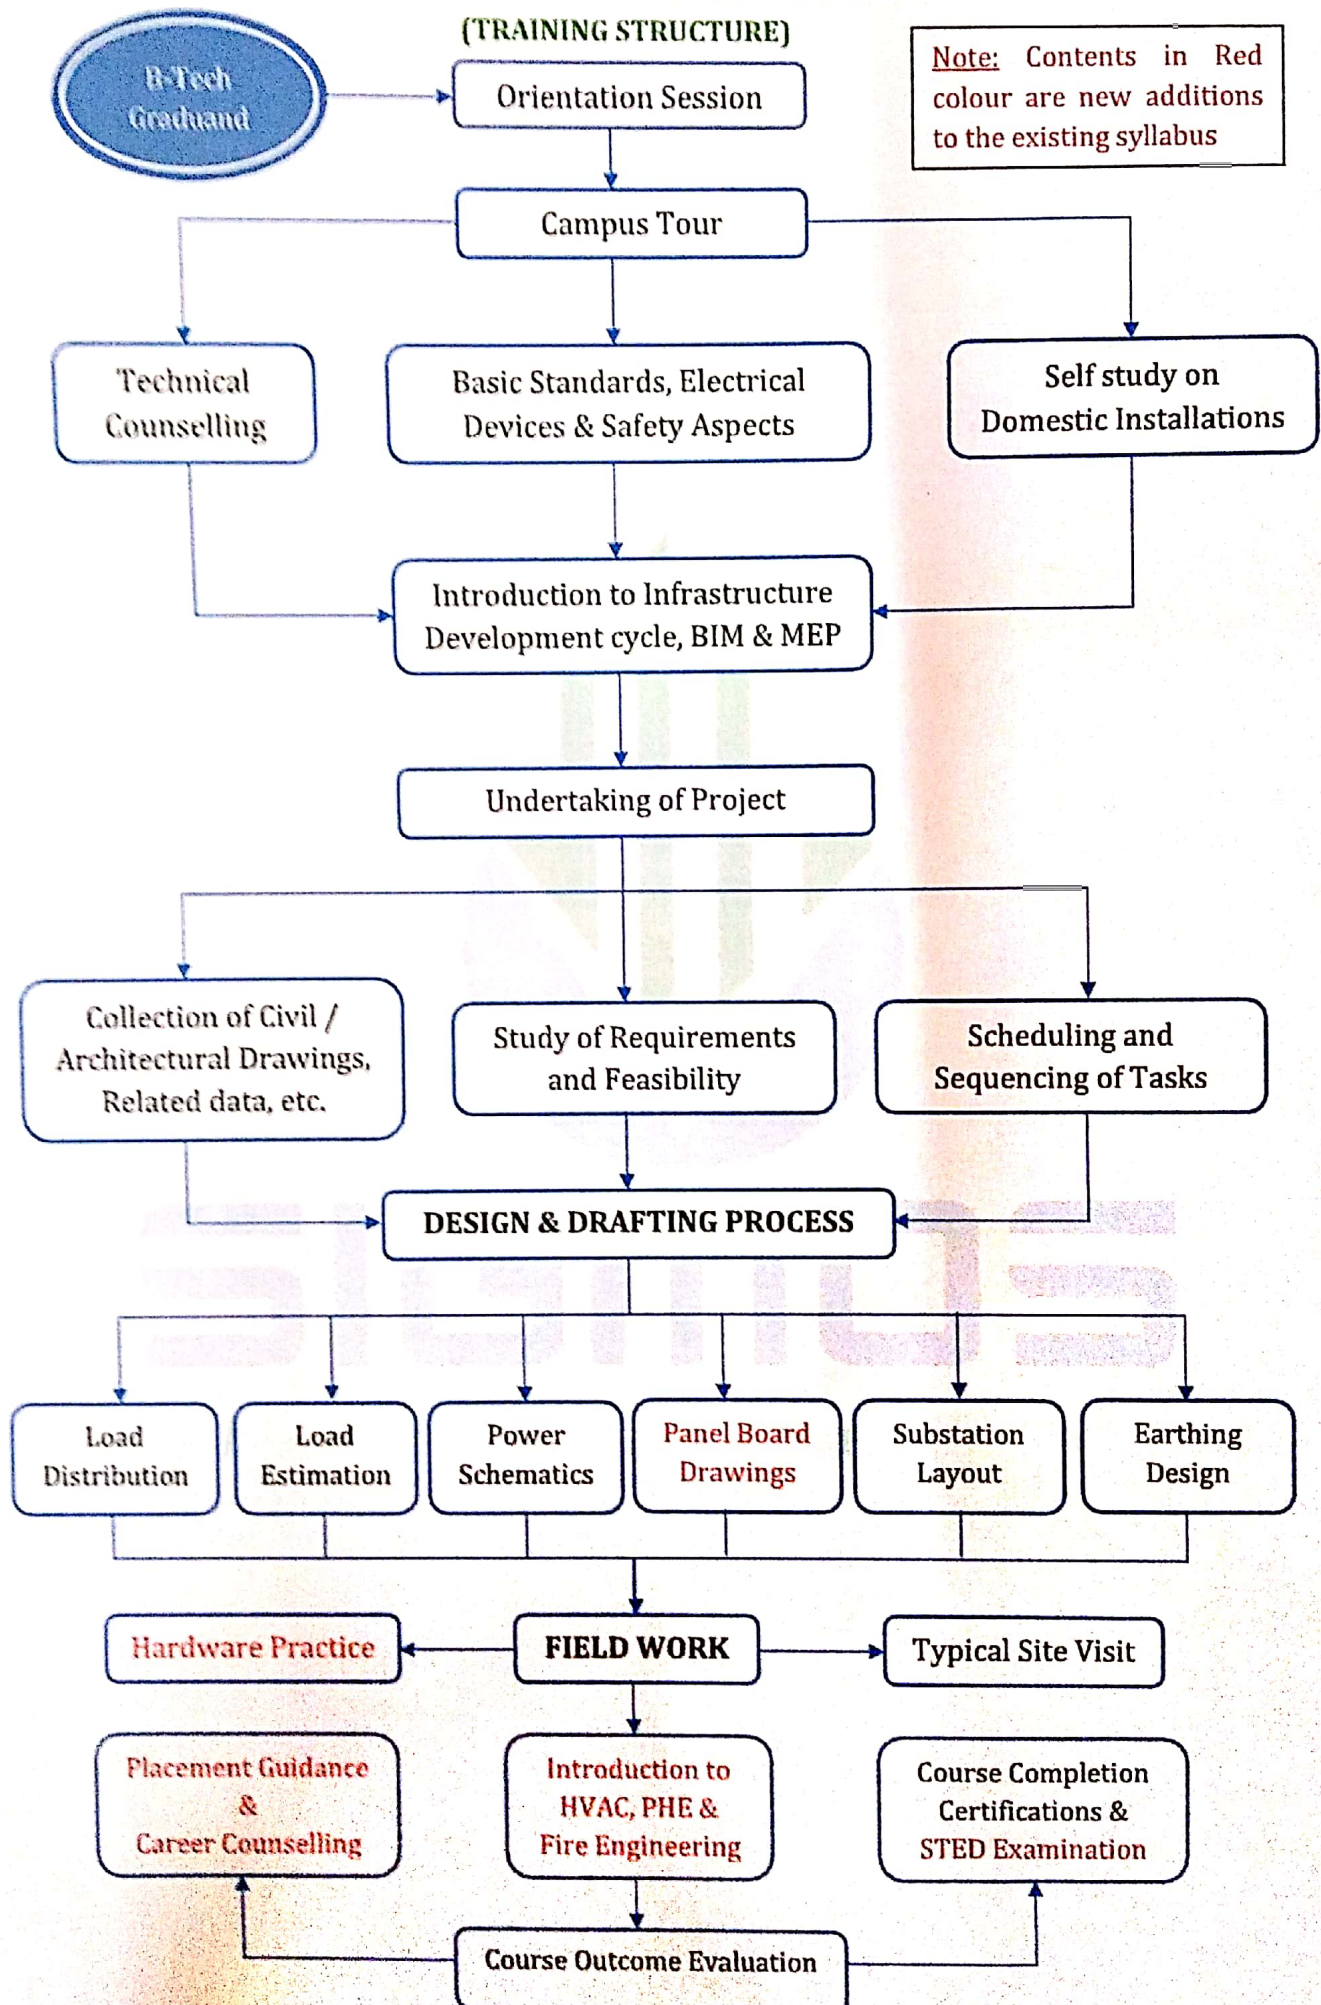 (TRAINING STRUCTURE)
B-Tech
Graduand
Orientation Session
Note: Contents in Red
colour are new additions
to the existing syllabus
Campus Tour
Technical
Counselling
Basic Standards, Electrical
Devices & Safety Aspects
Self study on
Domestic Installations
Introduction to Infrastructure
Development cycle, BIM & MEP
Undertaking of Project
Collection of Civil /
Architectural Drawings,
Related data, etc.
Study of Requirements
and Feasibility
Scheduling and
Sequencing of Tasks
DESIGN & DRAFTING PROCESS
Load
Distribution
Load
Estimation
Power
Schematics
Panel Board
Drawings
Substation
Layout
Earthing
Design
Hardware Practice
FIELD WORK
Typical Site Visit
Placement Guidance
&
Career Counselling
Introduction to
HVAC, PHE &
Fire Engineering
Course Completion
Certifications &
STED Examination
Course Outcome Evaluation